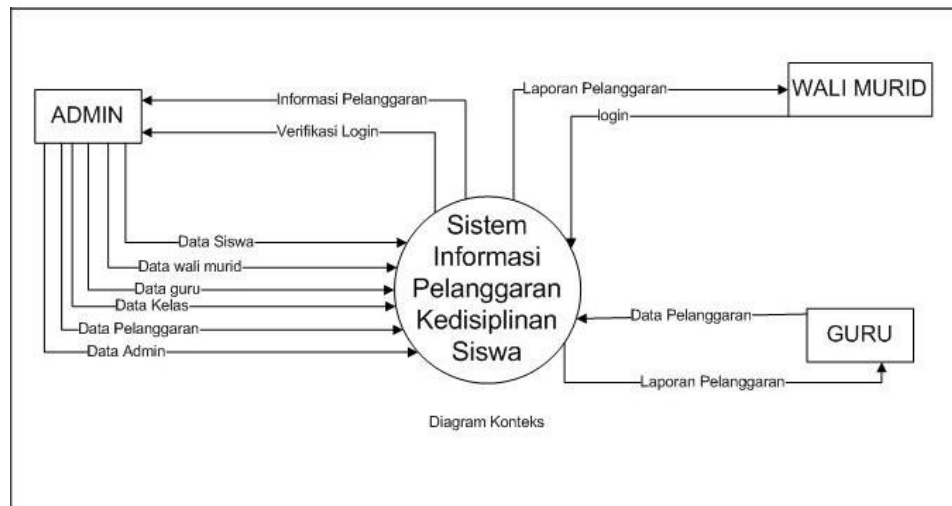 ADMIN
Informasi Pelanggaran
Verifikasi Login
Laporan Pelanggaran
WALI MURID
login
Data Siswa
Data wali murid
Data guru
Data Kelas
Data Pelanggaran
Data Admin
Sistem
Informasi
Pelanggaran
Kedisiplinan
Siswa
Data Pelanggaran
GURU
Laporan Pelanggaran
Diagram Konteks